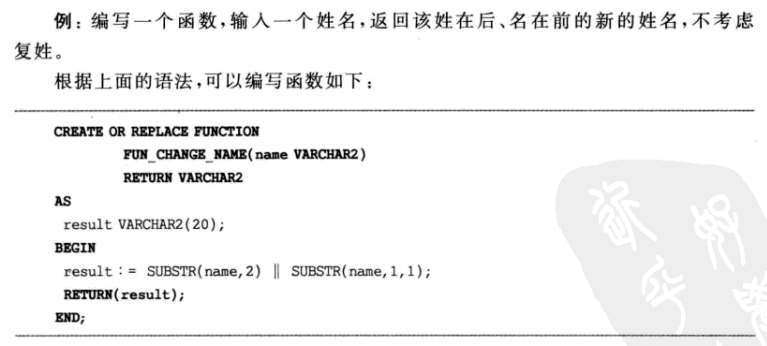 例：编写一个函数，输入一个姓名，返回该姓在后、名在前的新的姓名，不考虑
复姓。
根据上面的语法，可以编写函数如下：
CREATE OR REPLACE FUNCTION
FUN_CHANGE_NAME(name VARCHAR2)
RETURN VARCHAR2
AS
result VARCHAR2(20);
BEGIN
result := SUBSTR(name,2) ‖ SUBSTR(name,1,1);
RETURN(result);
END;